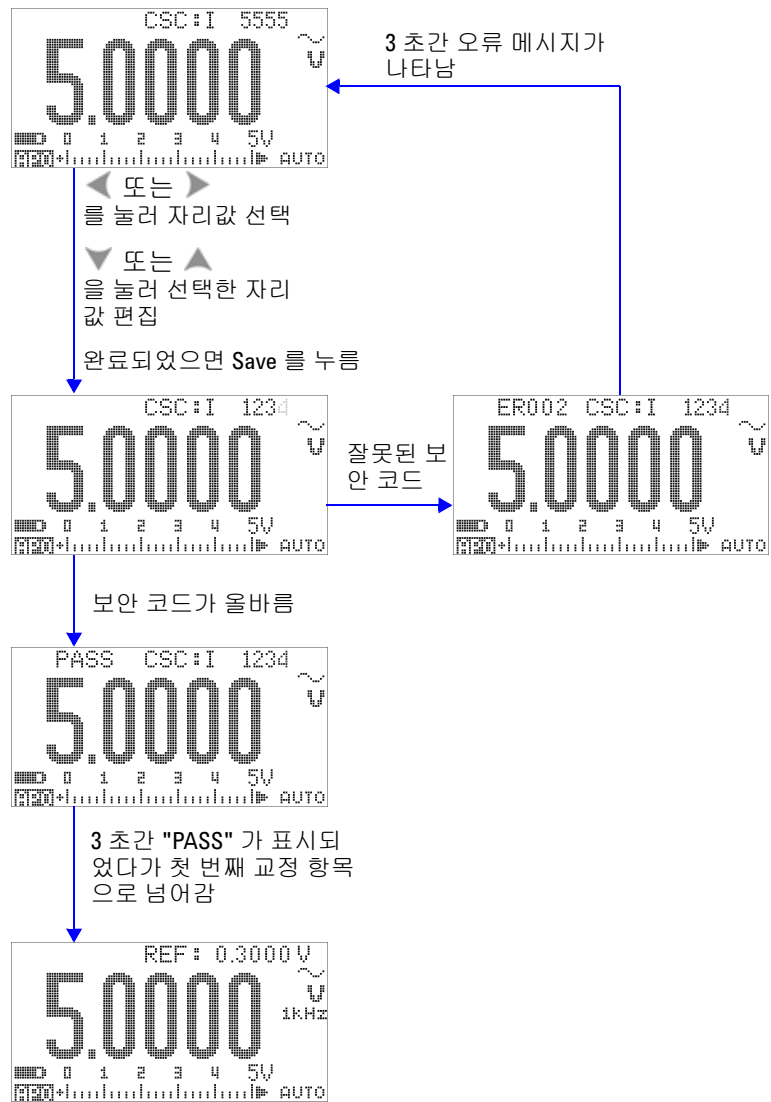 CSC:I 5555
5.0000 V
0 1 2 3 4 5V
APO + AUTO
3 초간 오류 메시지가
나타남
또는
를 눌러 자리값 선택
또는
을 눌러 선택한 자리
값 편집
완료되었으면 Save 를 누름
CSC:I 1234
5.0000 V
0 1 2 3 4 5V
APO + AUTO
잘못된 보
안 코드
ER002 CSC:I 1234
5.0000 V
0 1 2 3 4 5V
APO + AUTO
보안 코드가 올바름
PASS CSC:I 1234
5.0000 V
0 1 2 3 4 5V
APO + AUTO
3 초간 "PASS" 가 표시되
었다가 첫 번째 교정 항목
으로 넘어감
REF: 0.3000 V
5.0000 V
1kHz
0 1 2 3 4 5V
APO + AUTO